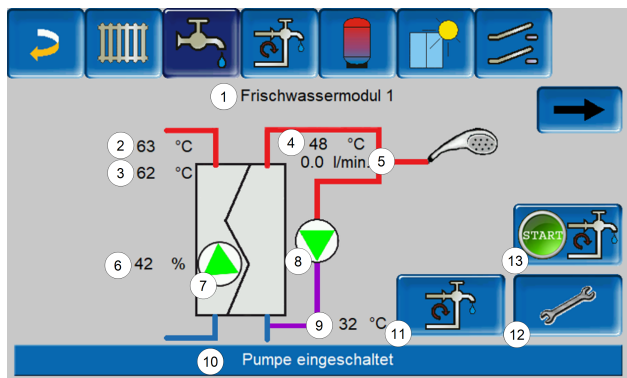 1 Frischwassermodul 1
2 63 °C
4 48 °C
0.0 l/min. 5
3 62 °C
START
6 42 %
7
8
13
9 32 °C
11
12
10 Pumpe eingeschaltet